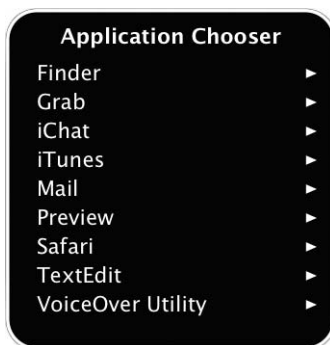 Application Chooser
Finder
Grab
iChat
iTunes
Mail
Preview
Safari
TextEdit
VoiceOver Utility